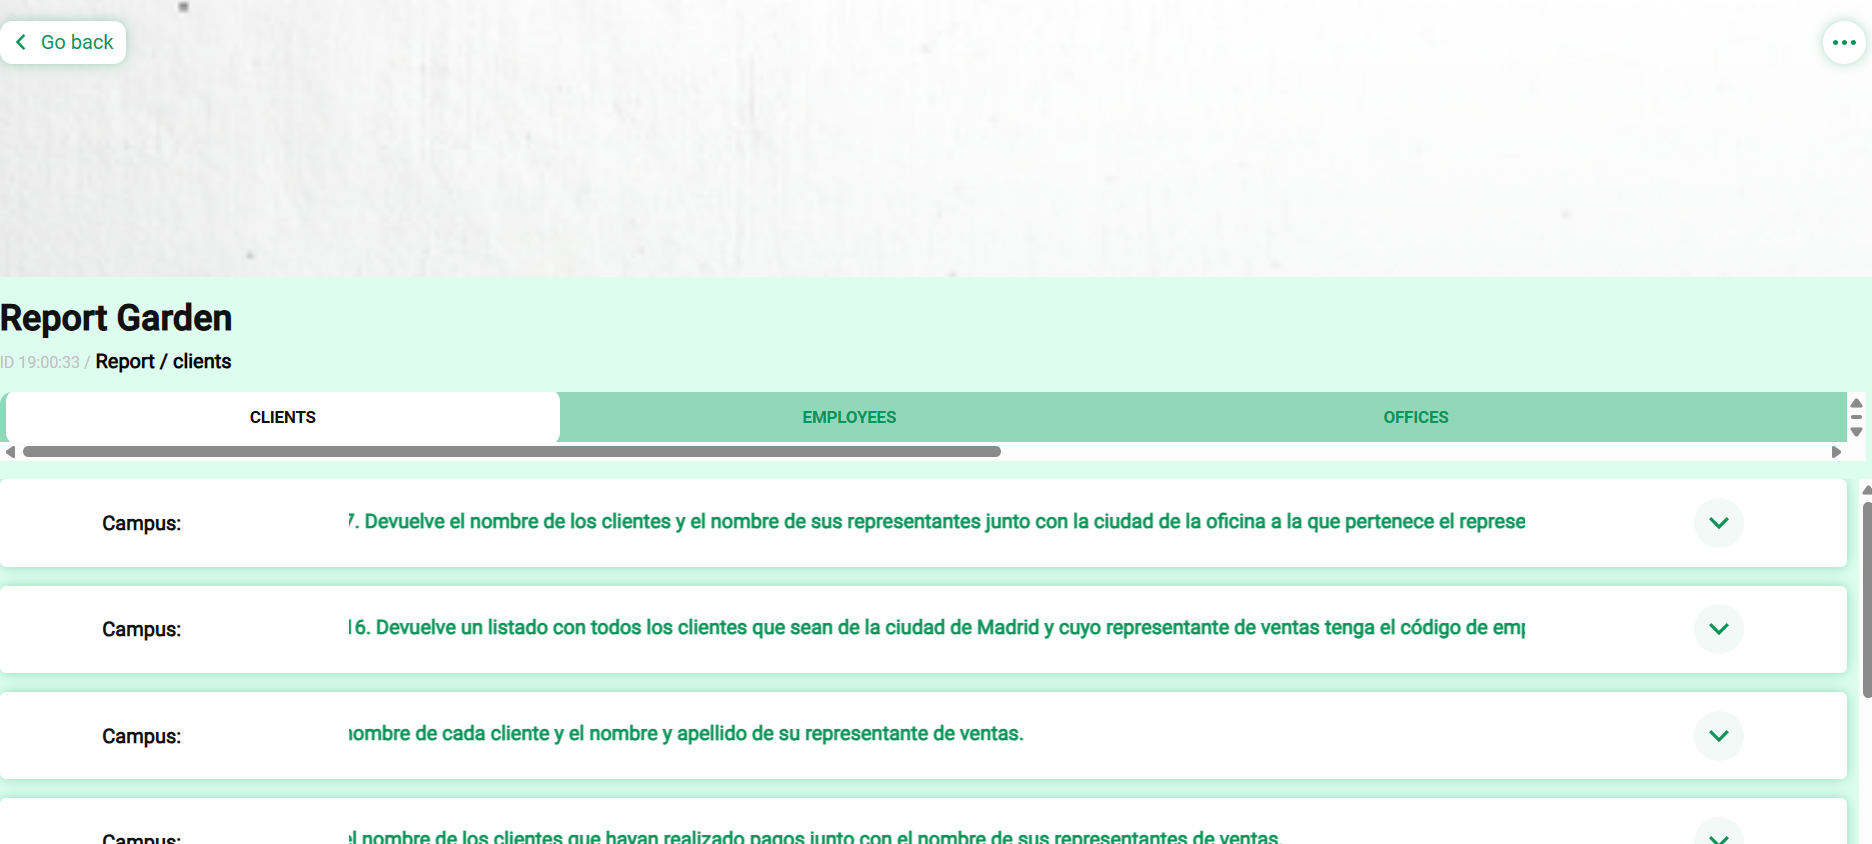 Go back
Report Garden
ID 19:00:33 / Report / clients
CLIENTS
EMPLOYEES
OFFICES
Campus:
7. Devuelve el nombre de los clientes y el nombre de sus representantes junto con la ciudad de la oficina a la que pertenece el represe
Campus:
16. Devuelve un listado con todos los clientes que sean de la ciudad de Madrid y cuyo representante de ventas tenga el código de emp
Campus:
nombre de cada cliente y el nombre y apellido de su representante de ventas.
Campus:
el nombre de los clientes que hayan realizado pagos junto con el nombre de sus representantes de ventas.